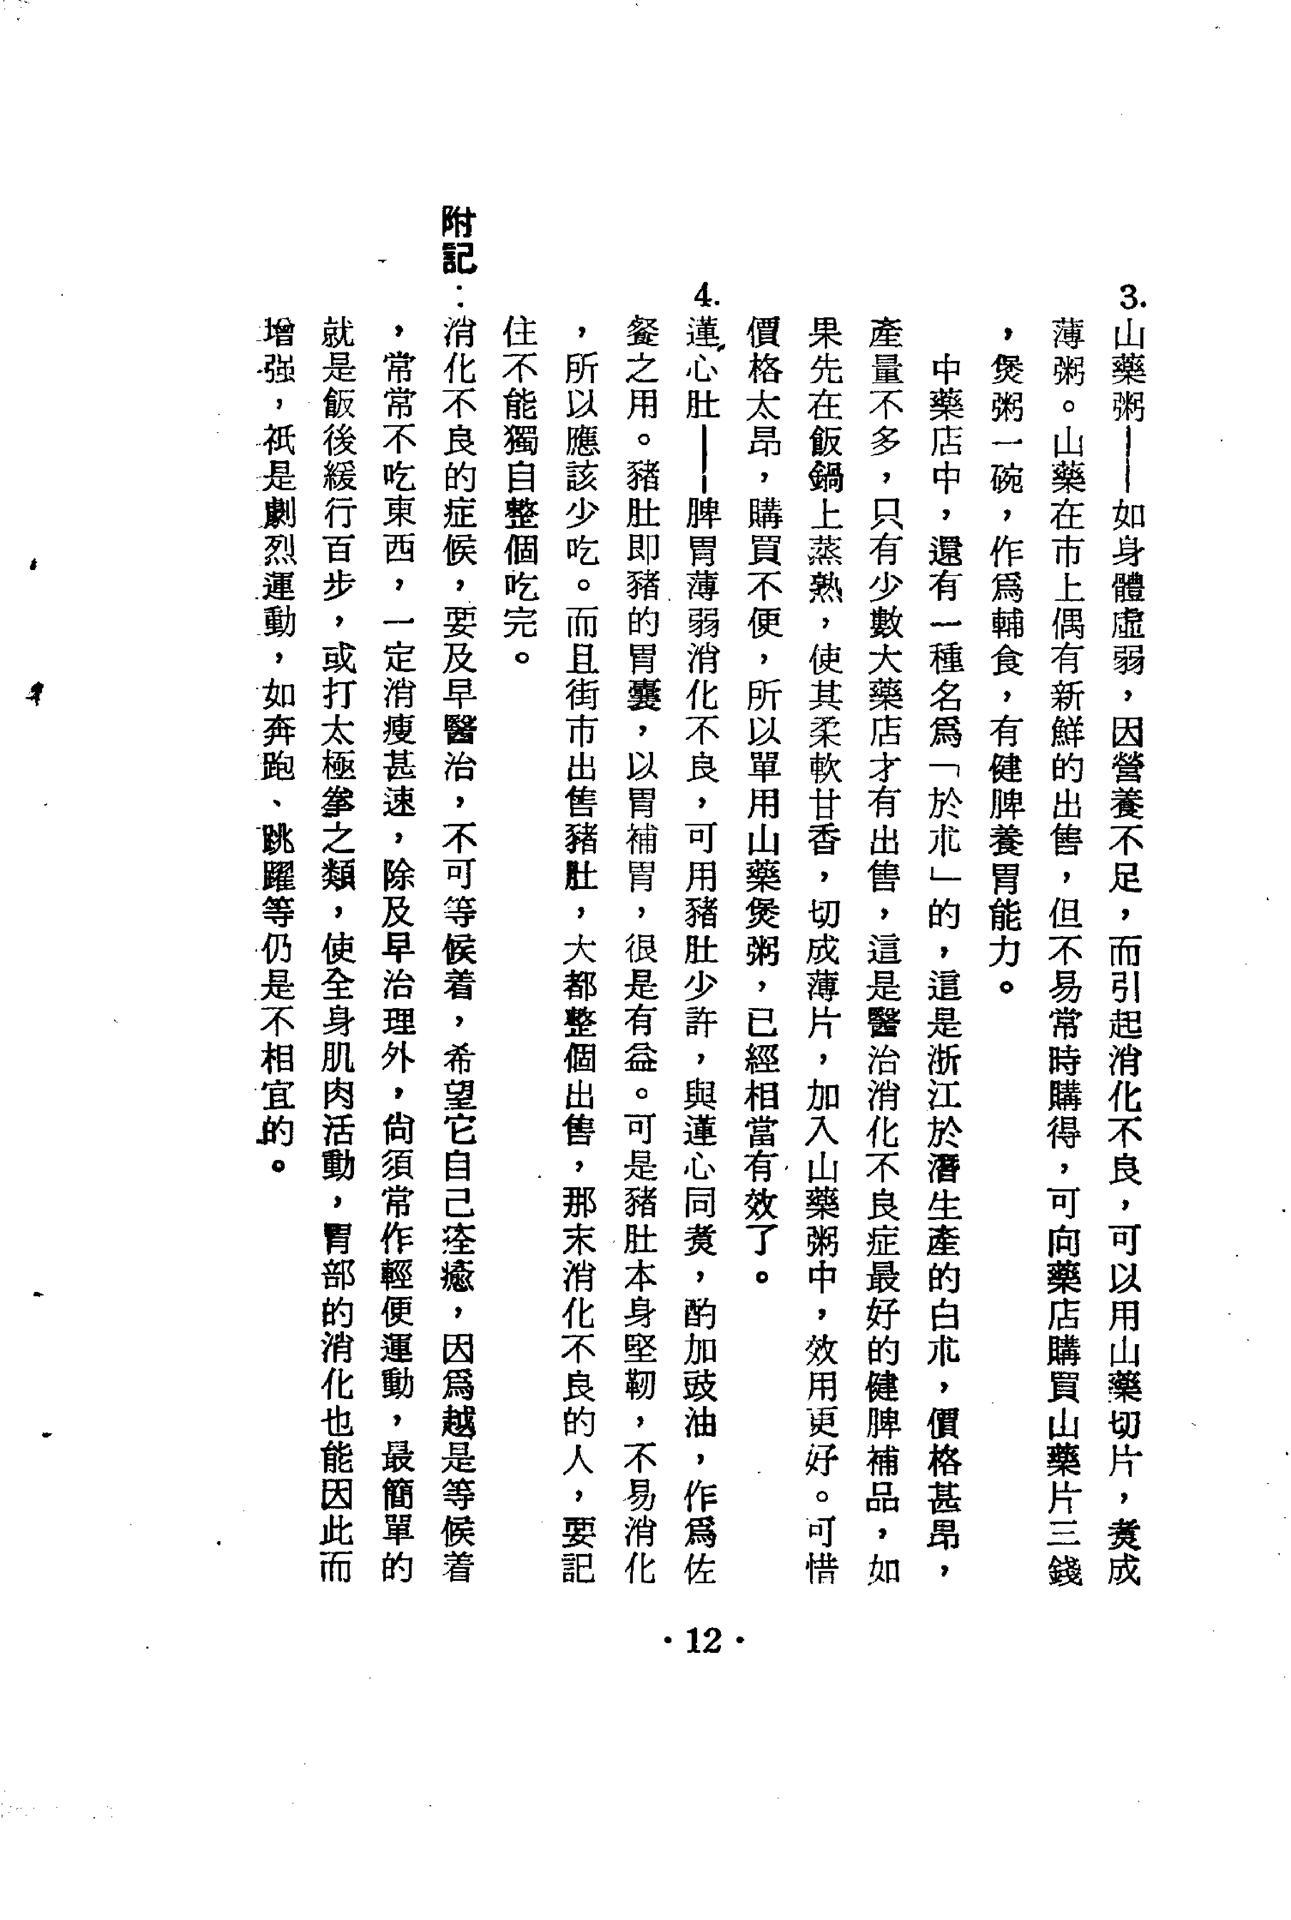 3.山藥粥——如身體虛弱，因營養不足，而引起消化不良，可以用山藥切片，煑成
薄粥。山藥在市上偶有新鮮的出售，但不易常時購得，可向藥店購買山藥片三錢
，煲粥一碗，作爲輔食，有健脾養胃能力。
中藥店中，還有一種名爲「於朮」的，這是浙江於潛生產的白朮，價格甚昂，
產量不多，只有少數大藥店才有出售，這是醫治消化不良症最好的健脾補品，如
果先在飯鍋上蒸熟，使其柔軟甘香，切成薄片，加入山藥粥中，效用更好。可惜
價格太昂，購買不便，所以單用山藥煲粥，已經相當有效了。
4.蓮心肚——脾胃薄弱消化不良，可用豬肚少許，與蓮心同煑，酌加豉油，作爲佐
餐之用。豬肚即豬的胃囊，以胃補胃，很是有益。可是豬肚本身堅韌，不易消化
，所以應該少吃。而且街市出售豬肚，大都整個出售，那末消化不良的人，要記
住不能獨自整個吃完。
附記：消化不良的症候，要及早醫治，不可等候着，希望它自己痊癒，因爲越是等候着
，常常不吃東西，一定消瘦甚速，除及早治理外，尙須常作輕便運動，最簡單的
就是飯後緩行百步，或打太極拳之類，使全身肌肉活動，胃部的消化也能因此而
增强，祇是劇烈運動，如奔跑、跳躍等仍是不相宜的。
·12·